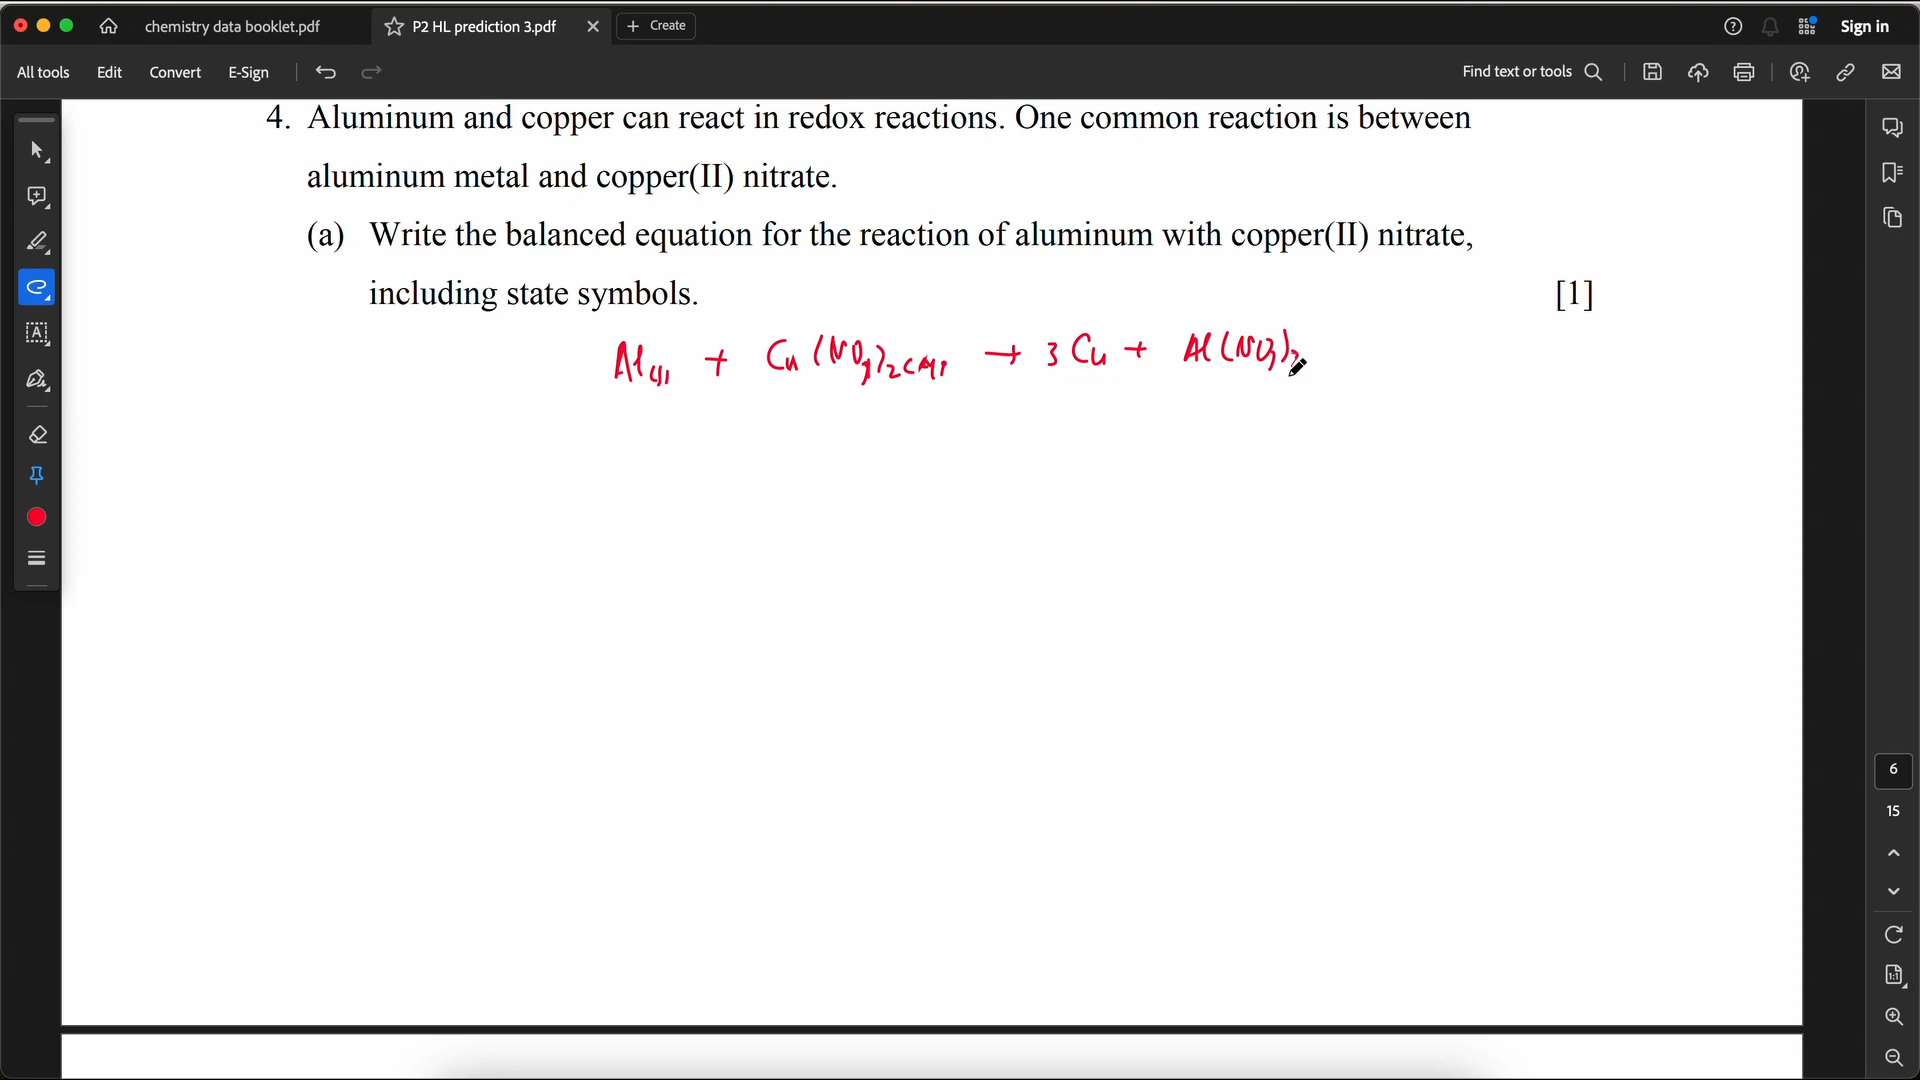 chemistry data booklet.pdf
P2 HL prediction 3.pdf
Create
Sign in
All tools
Edit
Convert
E-Sign
Find text or tools
4. Aluminum and copper can react in redox reactions. One common reaction is between
aluminum metal and copper(II) nitrate.
(a) Write the balanced equation for the reaction of aluminum with copper(II) nitrate,
including state symbols. [1]
Al(s) + Cu(NO3)2(aq) → 3 Cu + Al(NO3)3
6
15